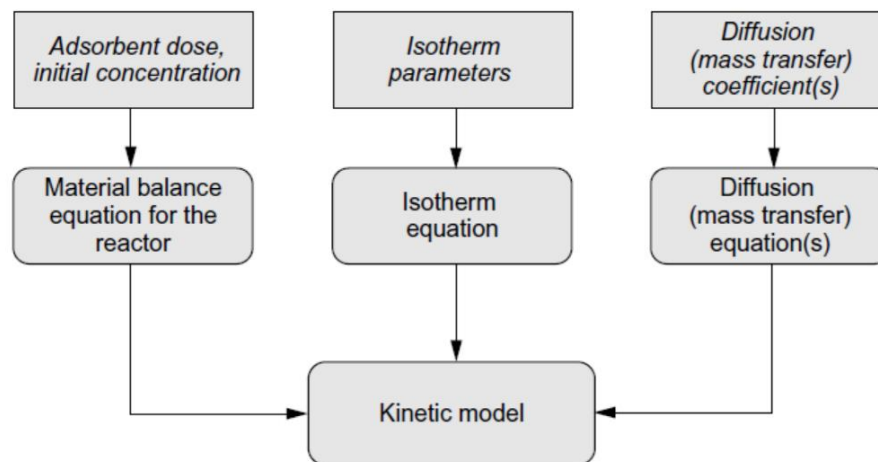 Adsorbent dose,
initial concentration
Isotherm
parameters
Diffusion
(mass transfer)
coefficient(s)
Material balance
equation for the
reactor
Isotherm
equation
Diffusion
(mass transfer)
equation(s)
Kinetic model